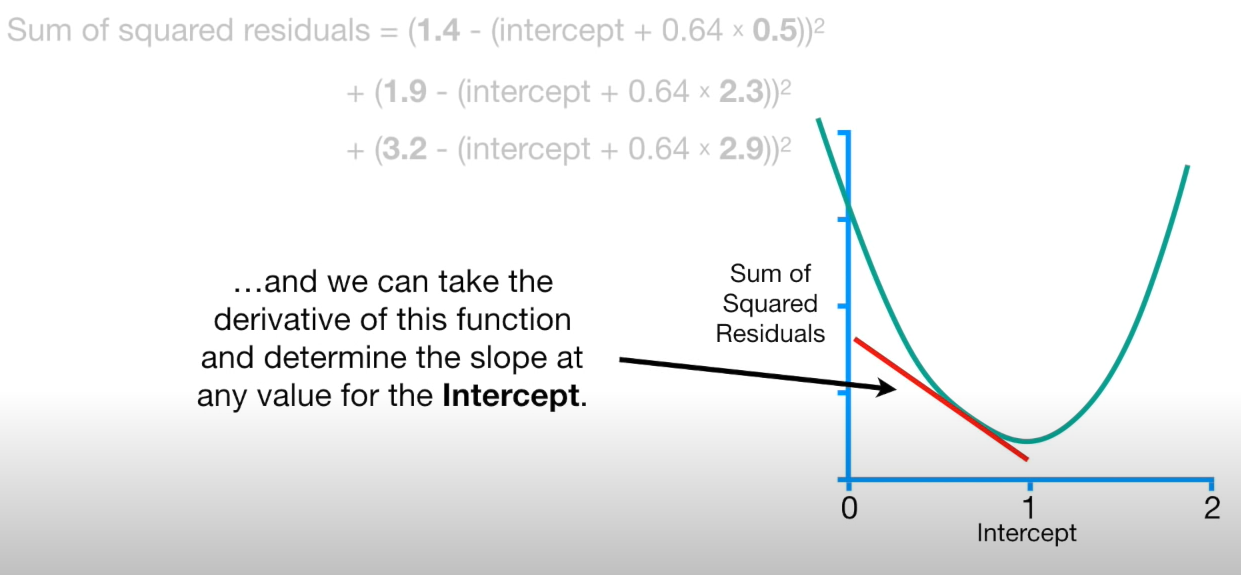 Sum of squared residuals = (1.4 - (intercept + 0.64 × 0.5))²
+ (1.9 - (intercept + 0.64 × 2.3))²
+ (3.2 - (intercept + 0.64 × 2.9))²
…and we can take the
derivative of this function
and determine the slope at
any value for the Intercept.
Sum of
Squared
Residuals
0 1 2
Intercept